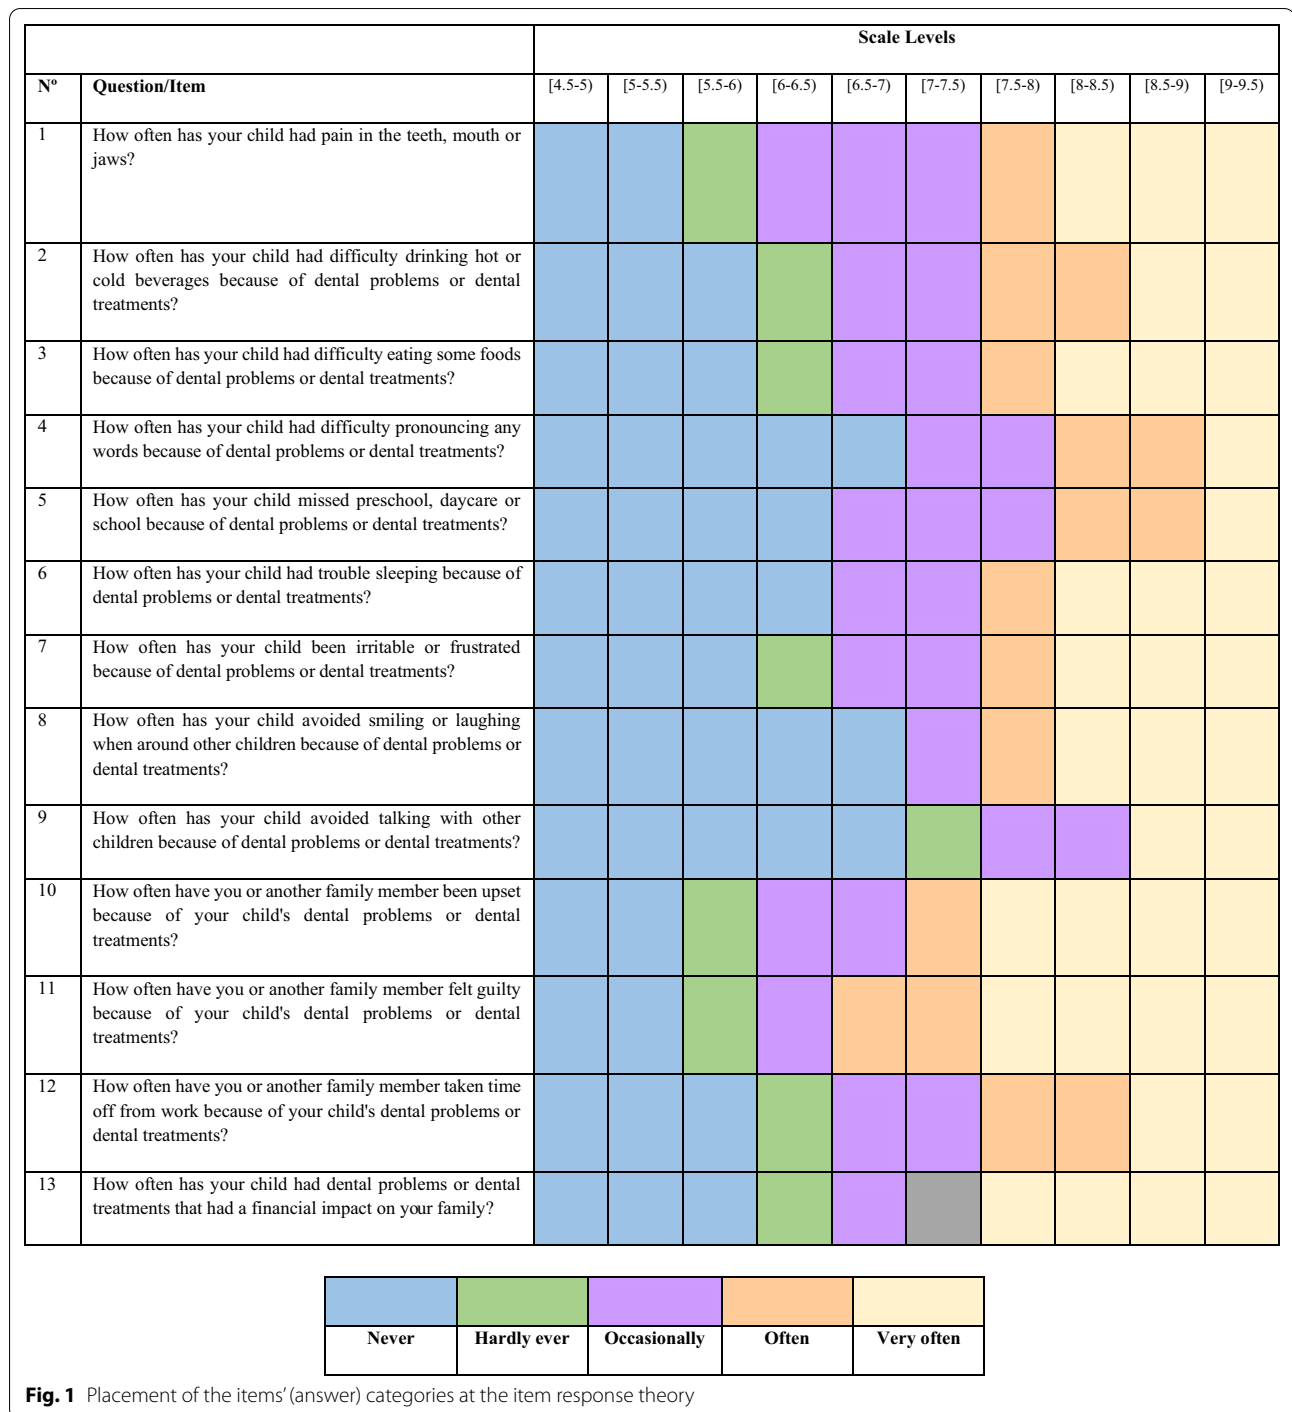 Scale Levels
Nº Question/Item [4.5-5) [5-5.5) [5.5-6) [6-6.5) [6.5-7) [7-7.5) [7.5-8) [8-8.5) [8.5-9) [9-9.5)
1 How often has your child had pain in the teeth, mouth or
jaws?
2 How often has your child had difficulty drinking hot or
cold beverages because of dental problems or dental
treatments?
3 How often has your child had difficulty eating some foods
because of dental problems or dental treatments?
4 How often has your child had difficulty pronouncing any
words because of dental problems or dental treatments?
5 How often has your child missed preschool, daycare or
school because of dental problems or dental treatments?
6 How often has your child had trouble sleeping because of
dental problems or dental treatments?
7 How often has your child been irritable or frustrated
because of dental problems or dental treatments?
8 How often has your child avoided smiling or laughing
when around other children because of dental problems or
dental treatments?
9 How often has your child avoided talking with other
children because of dental problems or dental treatments?
10 How often have you or another family member been upset
because of your child's dental problems or dental
treatments?
11 How often have you or another family member felt guilty
because of your child's dental problems or dental
treatments?
12 How often have you or another family member taken time
off from work because of your child's dental problems or
dental treatments?
13 How often has your child had dental problems or dental
treatments that had a financial impact on your family?
Never Hardly ever Occasionally Often Very often
Fig. 1 Placement of the items' (answer) categories at the item response theory